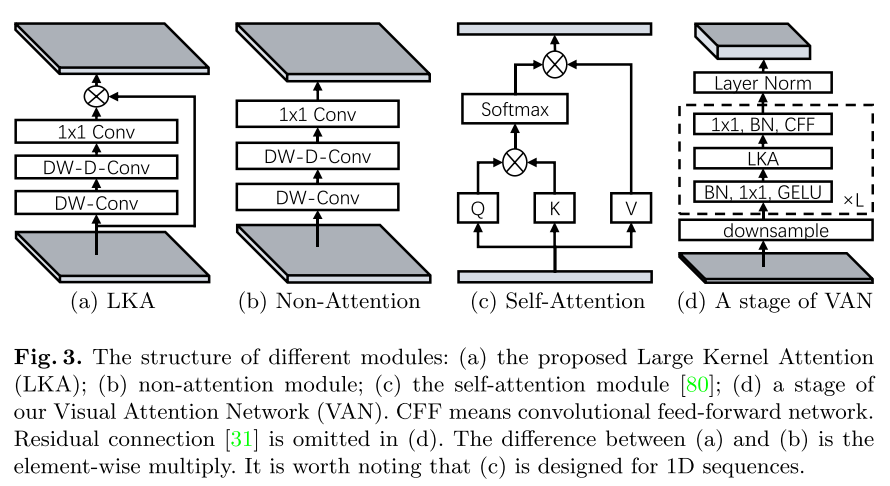 1x1 Conv
DW-D-Conv
DW-Conv
(a) LKA
1x1 Conv
DW-D-Conv
DW-Conv
(b) Non-Attention
Softmax
Q K V
(c) Self-Attention
Layer Norm
1x1, BN, CFF
LKA
BN, 1x1, GELU
×L
downsample
(d) A stage of VAN
Fig. 3. The structure of different modules: (a) the proposed Large Kernel Attention
(LKA); (b) non-attention module; (c) the self-attention module [80]; (d) a stage of
our Visual Attention Network (VAN). CFF means convolutional feed-forward network.
Residual connection [31] is omitted in (d). The difference between (a) and (b) is the
element-wise multiply. It is worth noting that (c) is designed for 1D sequences.